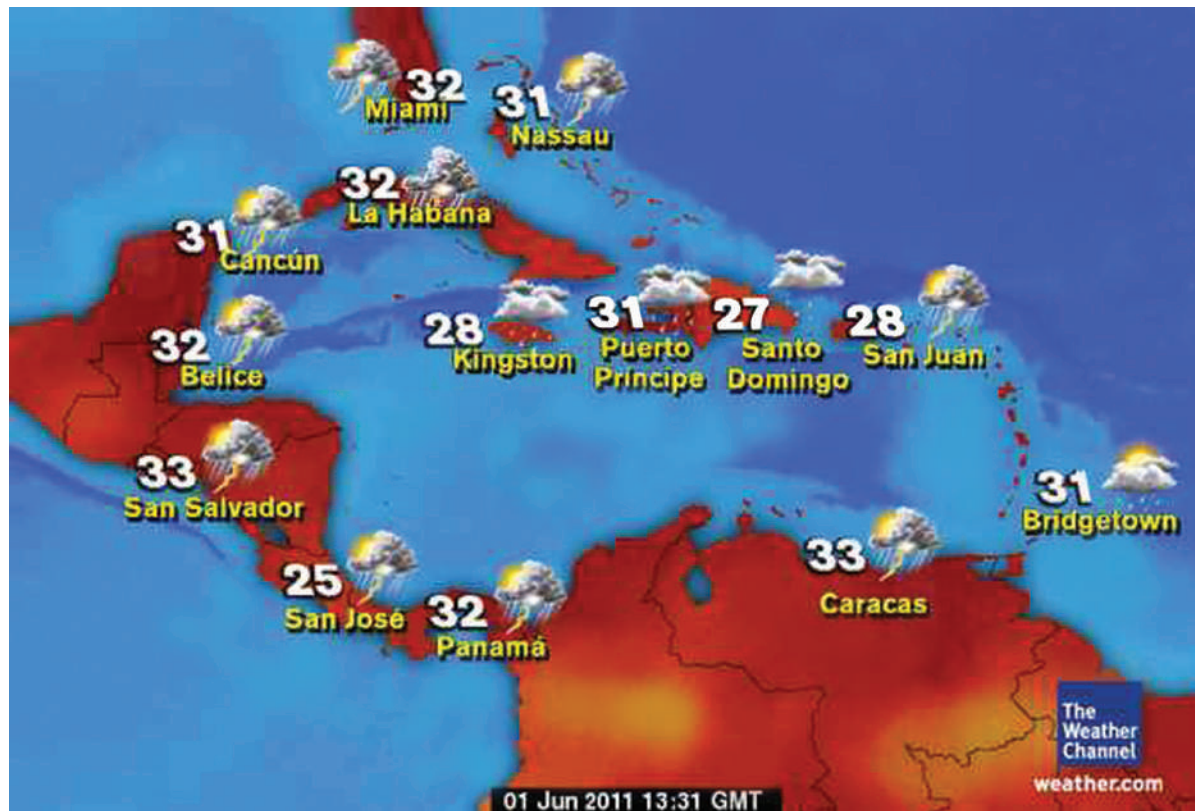 32
Miami
31
Nassau
32
La Habana
31
Cancún
32
Belice
28
Kingston
31
Puerto
Príncipe
27
Santo
Domingo
28
San Juan
33
San Salvador
31
Bridgetown
25
San José
32
Panamá
33
Caracas
The
Weather
Channel
weather.com
01 Jun 2011 13:31 GMT